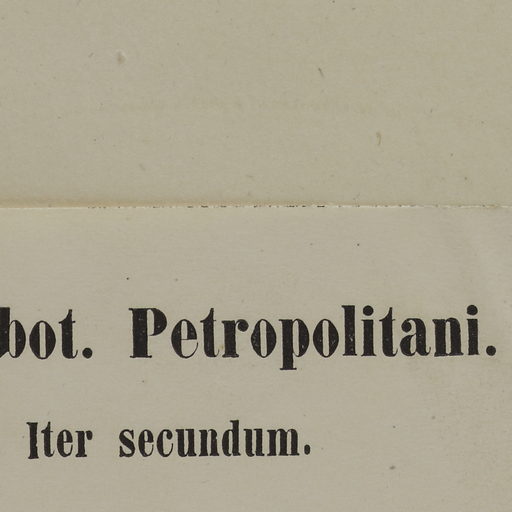 bot. Petropolitani.
Iter secundum.